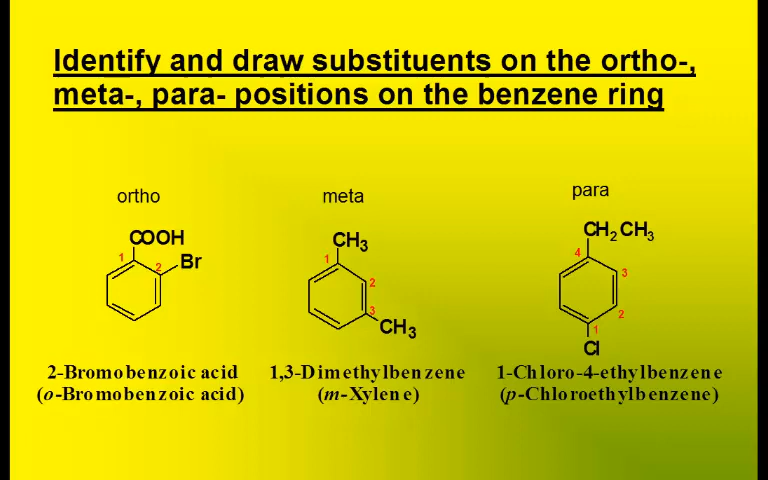 Identify and draw substituents on the ortho-,
meta-, para- positions on the benzene ring
ortho
meta
para
COOH
1
2
Br
CH3
1
2
3
CH3
CH2CH3
4
3
2
1
Cl
2-Bromobenzoic acid
(o-Bromobenzoic acid)
1,3-Dimethylbenzene
(m-Xylene)
1-Chloro-4-ethylbenzene
(p-Chloroethylbenzene)